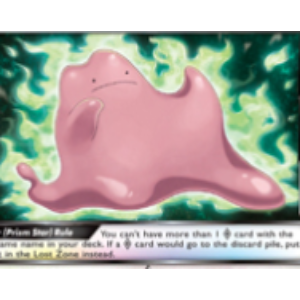 (Prism Star) Rule You can't have more than 1 ◇ card with the
ame name in your deck. If a ◇ card would go to the discard pile, put
in the Lost Zone instead.